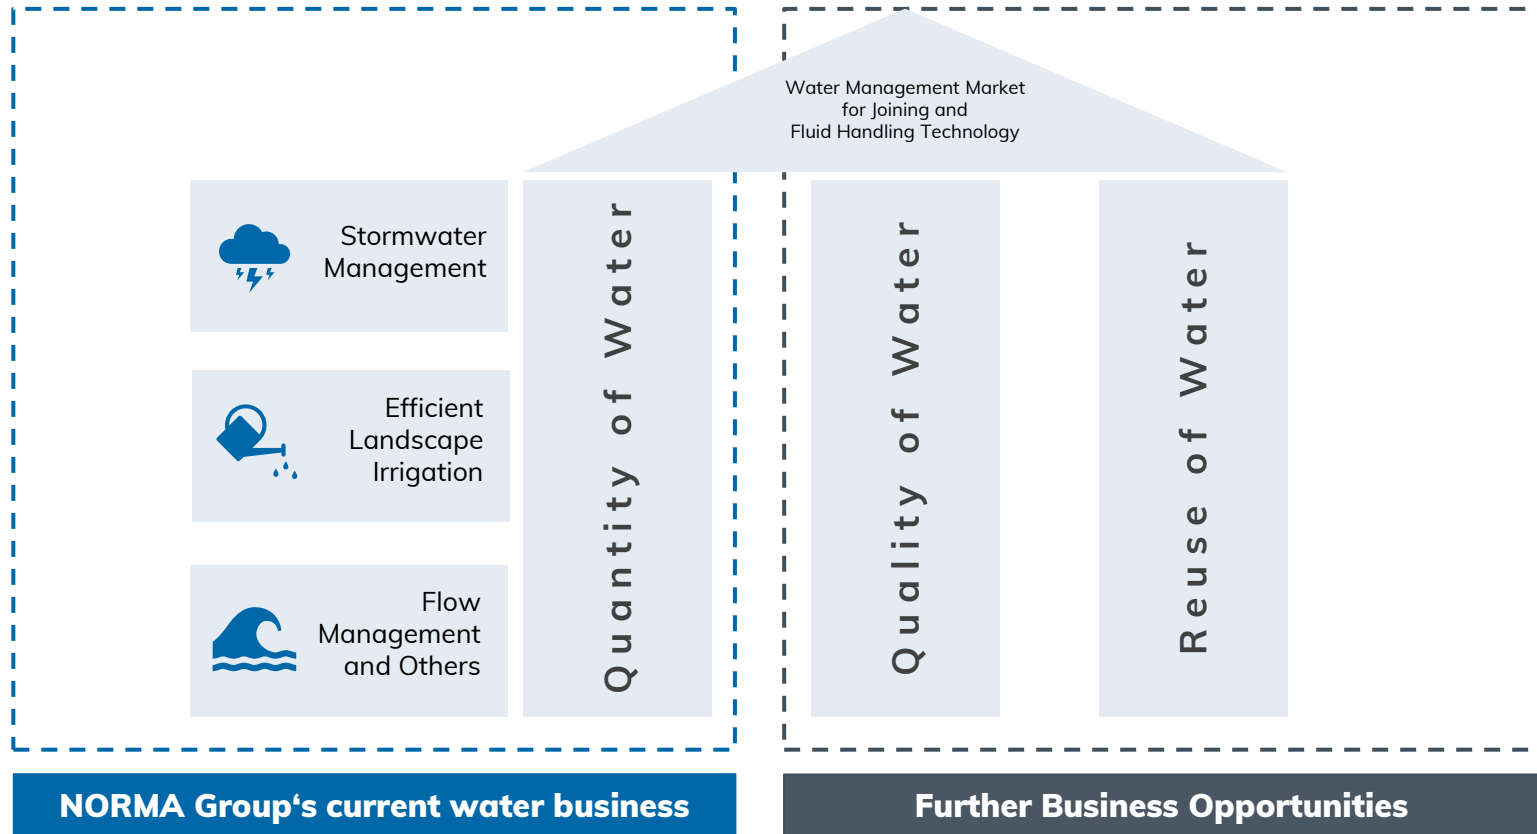 Water Management Market
for Joining and
Fluid Handling Technology
Stormwater
Management
Efficient
Landscape
Irrigation
Flow
Management
and Others
Quantity of Water
Quality of Water
Reuse of Water
NORMA Group‘s current water business
Further Business Opportunities